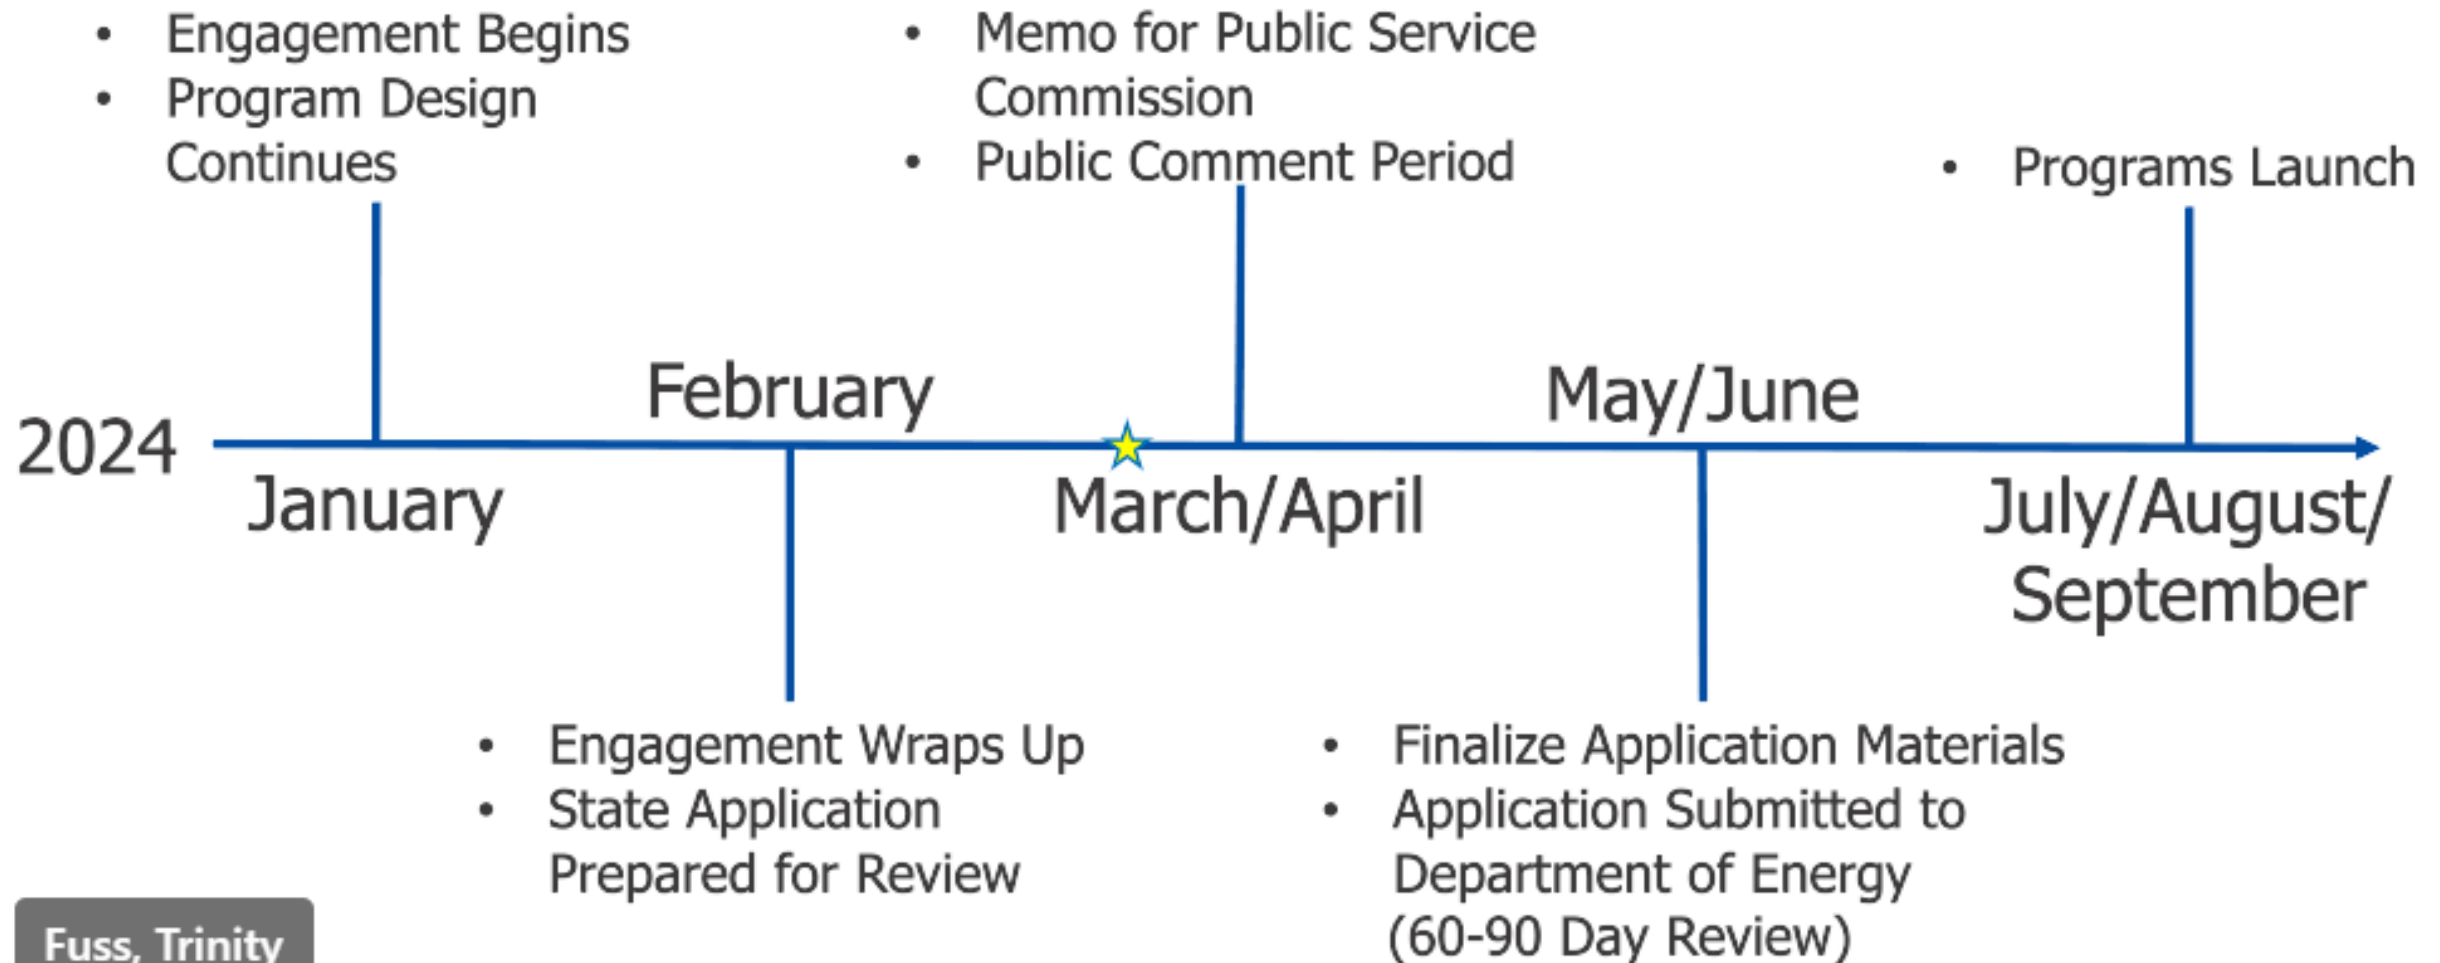 • Engagement Begins
• Program Design
Continues
• Memo for Public Service
Commission
• Public Comment Period
• Programs Launch
2024
January
February
March/April
May/June
July/August/
September
• Engagement Wraps Up
• State Application
Prepared for Review
• Finalize Application Materials
• Application Submitted to
Department of Energy
(60-90 Day Review)
Fuss, Trinity